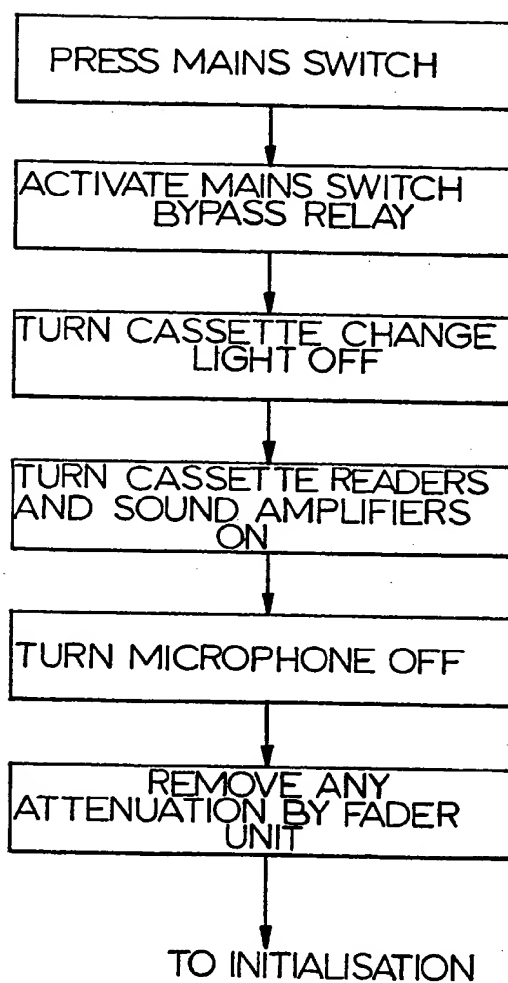 PRESS MAINS SWITCH
ACTIVATE MAINS SWITCH
BYPASS RELAY
TURN CASSETTE CHANGE
LIGHT OFF
TURN CASSETTE READERS
AND SOUND AMPLIFIERS
ON
TURN MICROPHONE OFF
REMOVE ANY
ATTENUATION BY FADER
UNIT
TO INITIALISATION